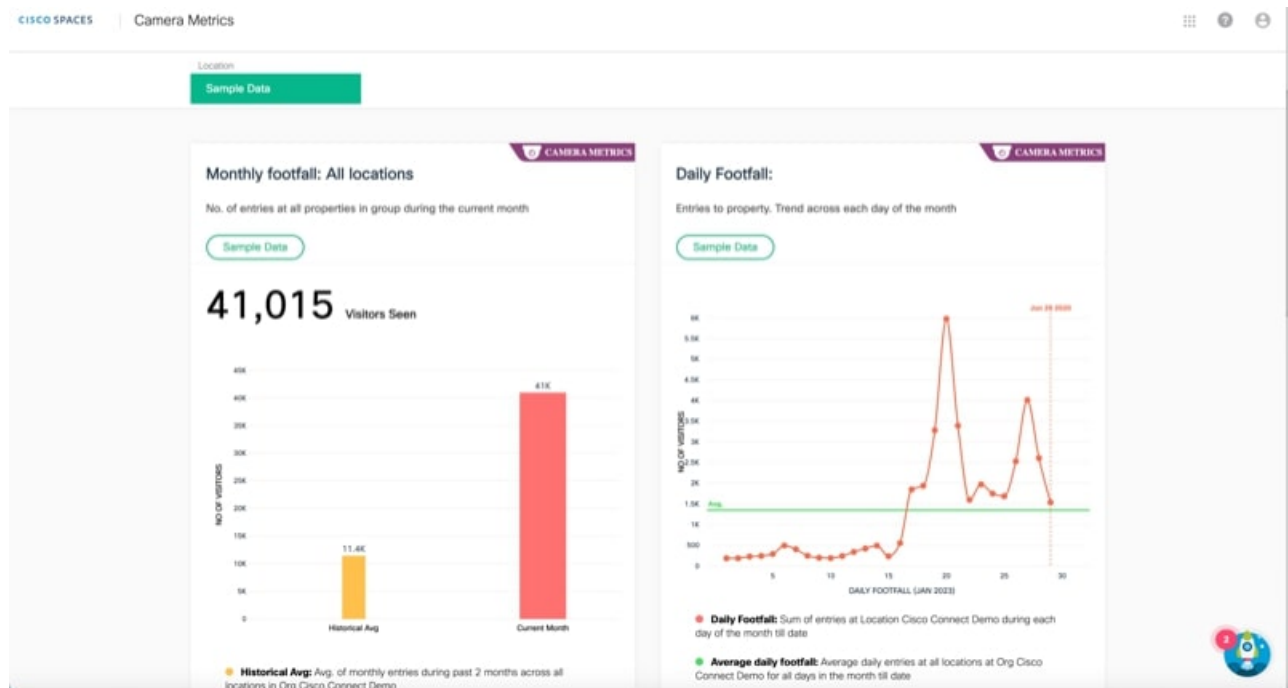 CISCO SPACES
Camera Metrics
Location
Sample Data
CAMERA METRICS
Monthly footfall: All locations
No. of entries at all properties in group during the current month
Sample Data
41,015 Visitors Seen
45K
40K
35K
30K
25K
20K
15K
10K
5K
0
NO OF VISITORS
11.4K
41K
Historical Avg
Current Month
Historical Avg: Avg. of monthly entries during past 2 months across all
locations in Org Cisco Connect Demo
CAMERA METRICS
Daily Footfall:
Entries to property. Trend across each day of the month
Sample Data
6K
5.5K
5K
4.5K
4K
3.5K
3K
2.5K
2K
1.5K
1K
500
0
NO OF VISITORS
Avg.
5
10
15
20
25
30
DAILY FOOTFALL (JAN 2023)
Daily Footfall: Sum of entries at Location Cisco Connect Demo during each
day of the month till date
Average daily footfall: Average daily entries at all locations at Org Cisco
Connect Demo for all days in the month till date
2